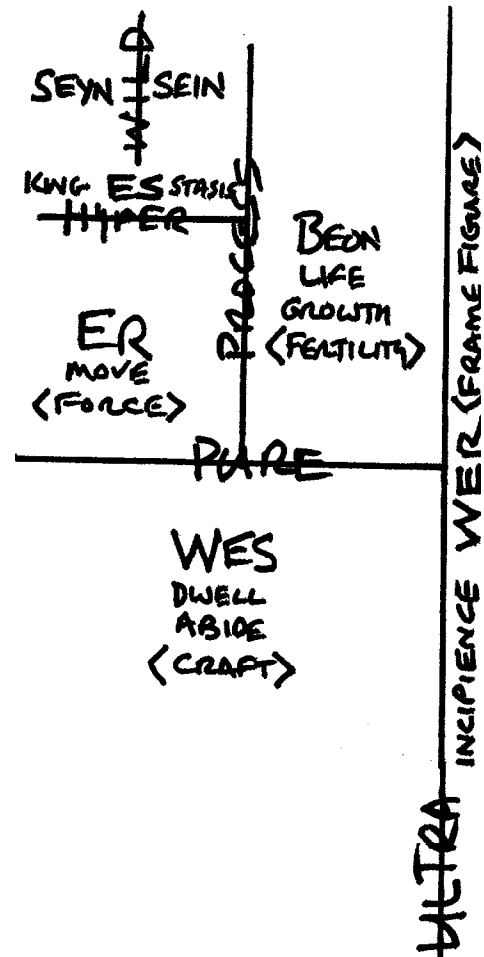 SEYN SEIN
KING ES STASIS
HYPER
PROCESS
BEON
LIFE
GROWTH
<FERTILITY>
ER
MOVE
<FORCE>
PURE
WES
DWELL
ABIDE
<CRAFT>
INCIPIENCE WER <FRAME FIGURE>
ULTRA